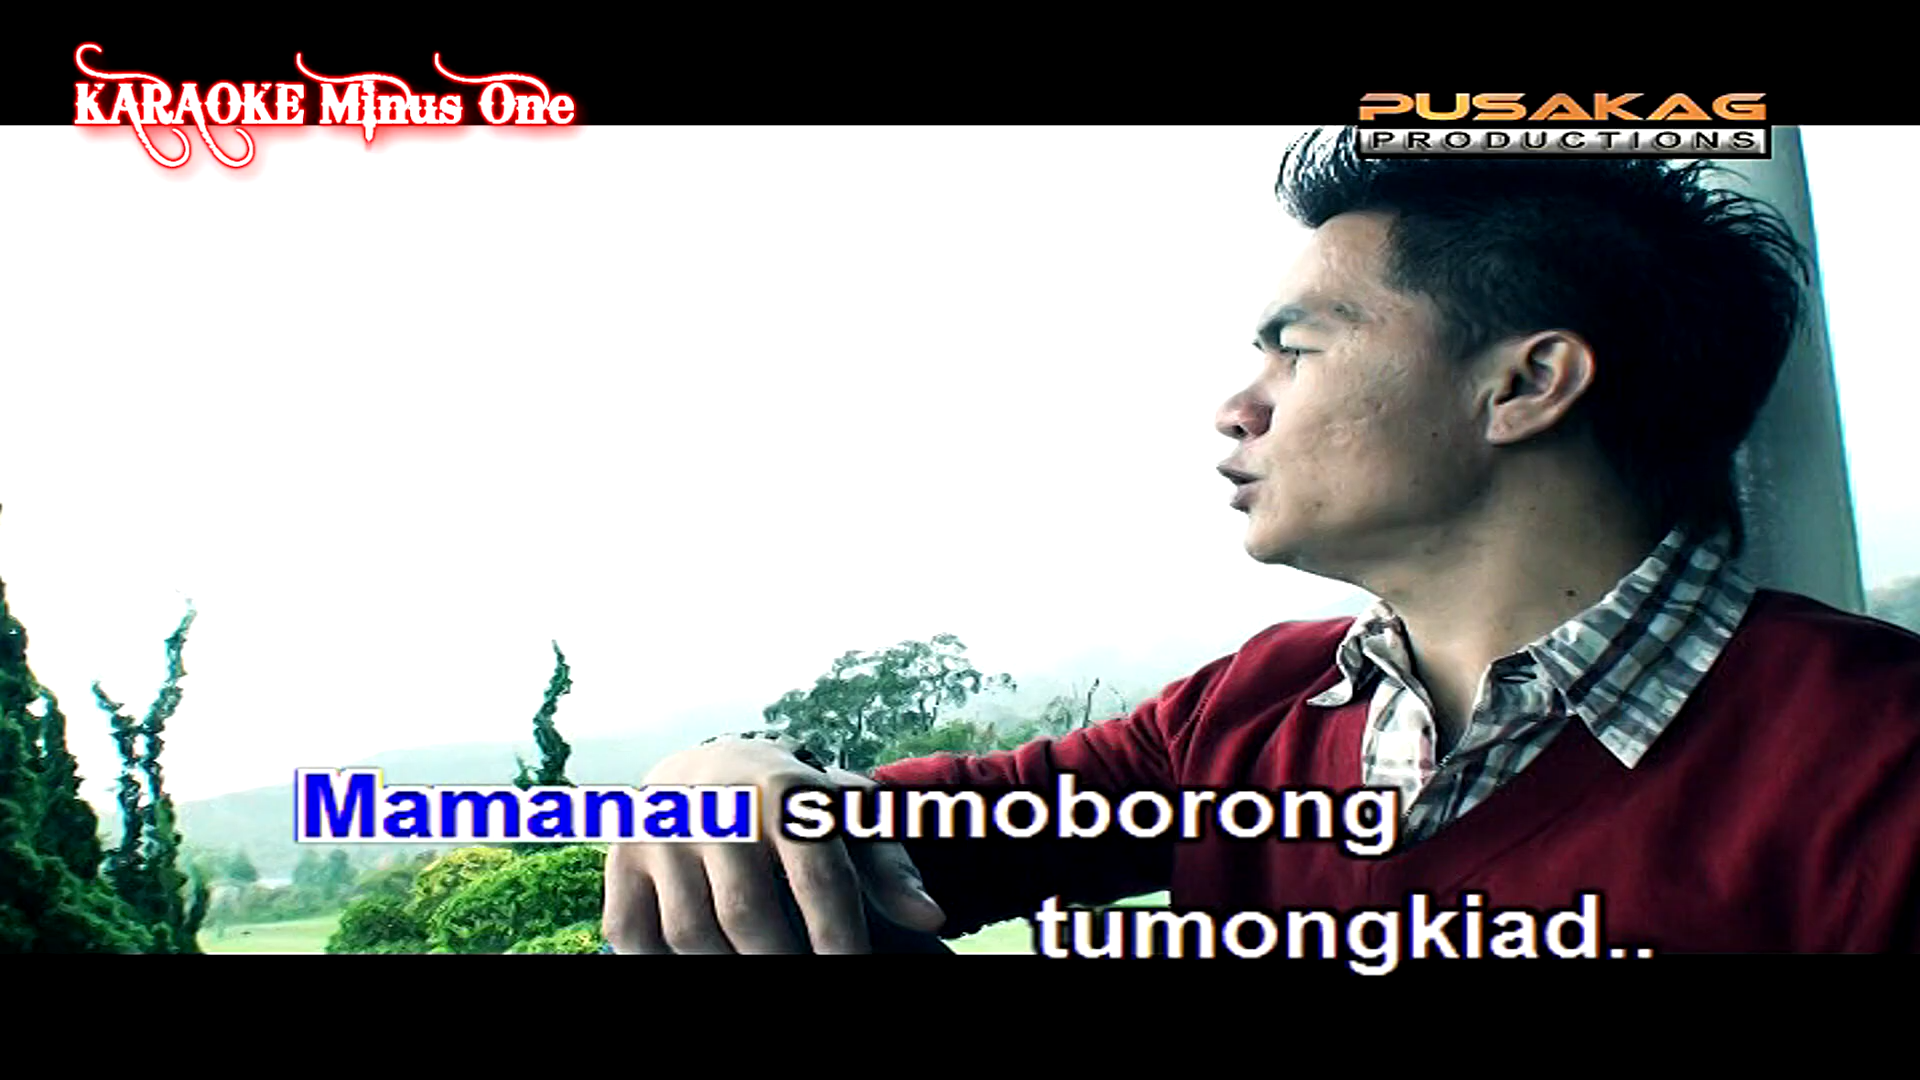 KARAOKE Minus One
PUSAKAG
PRODUCTIONS
Mamanau sumoborong
tumongkiad..